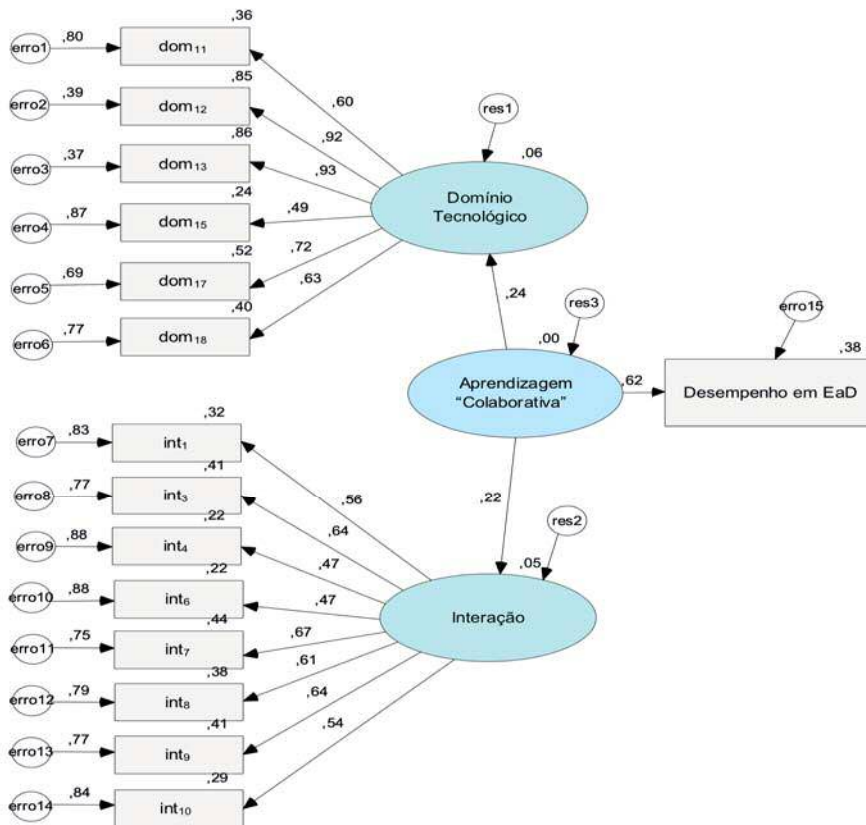 ,36
,80
erro1
dom11
,85
,60
res1
,39
erro2
dom12
,86
,92
,06
,37
erro3
dom13
,93
Domínio
Tecnológico
,24
,87
erro4
dom15
,49
,52
,72
,69
erro5
dom17
,63
,40
,24
res3
erro15
,77
erro6
dom18
,00
,38
Aprendizagem
“Colaborativa”
,62
Desempenho em EaD
,32
,83
erro7
int1
,41
,56
,77
erro8
int3
,22
,64
,22
res2
,88
erro9
int4
,47
,22
,05
,88
erro10
int6
,47
Interação
,44
,67
,75
erro11
int7
,61
,38
,79
erro12
int8
,64
,41
,54
,77
erro13
int9
,29
,84
erro14
int10